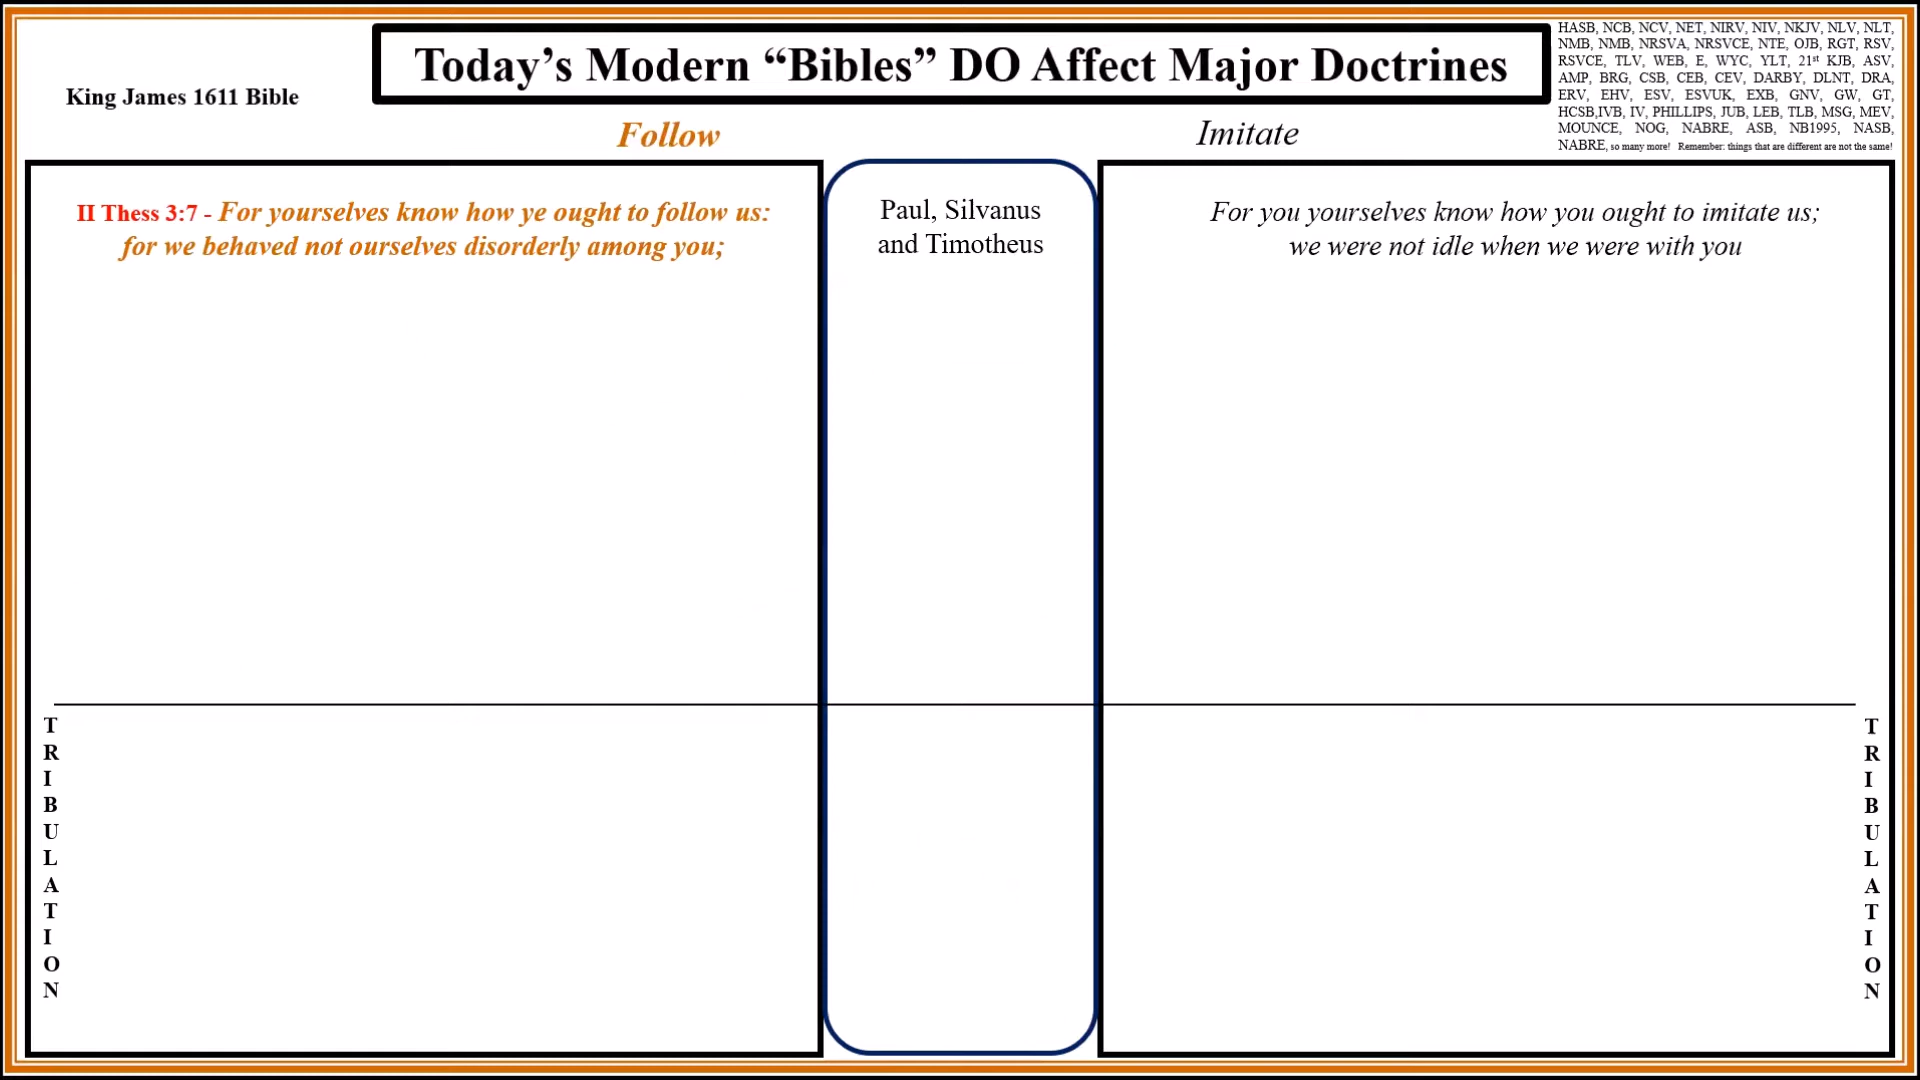 Today’s Modern “Bibles” DO Affect Major Doctrines
King James 1611 Bible
HASB, NCB, NCV, NET, NIRV, NIV, NKJV, NLV, NLT,
NMB, NMB, NRSVA, NRSVCE, NTE, OJB, RGT, RSV,
RSVCE, TLV, WEB, E, WYC, YLT, 21st KJB, ASV,
AMP, BRG, CSB, CEB, CEV, DARBY, DLNT, DRA,
ERV, EHV, ESV, ESVUK, EXB, GNV, GW, GT,
HCSB,IVB, IV, PHILLIPS, JUB, LEB, TLB, MSG, MEV,
MOUNCE, NOG, NABRE, ASB, NB1995, NASB,
NABRE, so many more! Remember: things that are different are not the same!
Follow
Imitate
II Thess 3:7 - For yourselves know how ye ought to follow us:
for we behaved not ourselves disorderly among you;
Paul, Silvanus
and Timotheus
For you yourselves know how you ought to imitate us;
we were not idle when we were with you
T
R
I
B
U
L
A
T
I
O
N
T
R
I
B
U
L
A
T
I
O
N